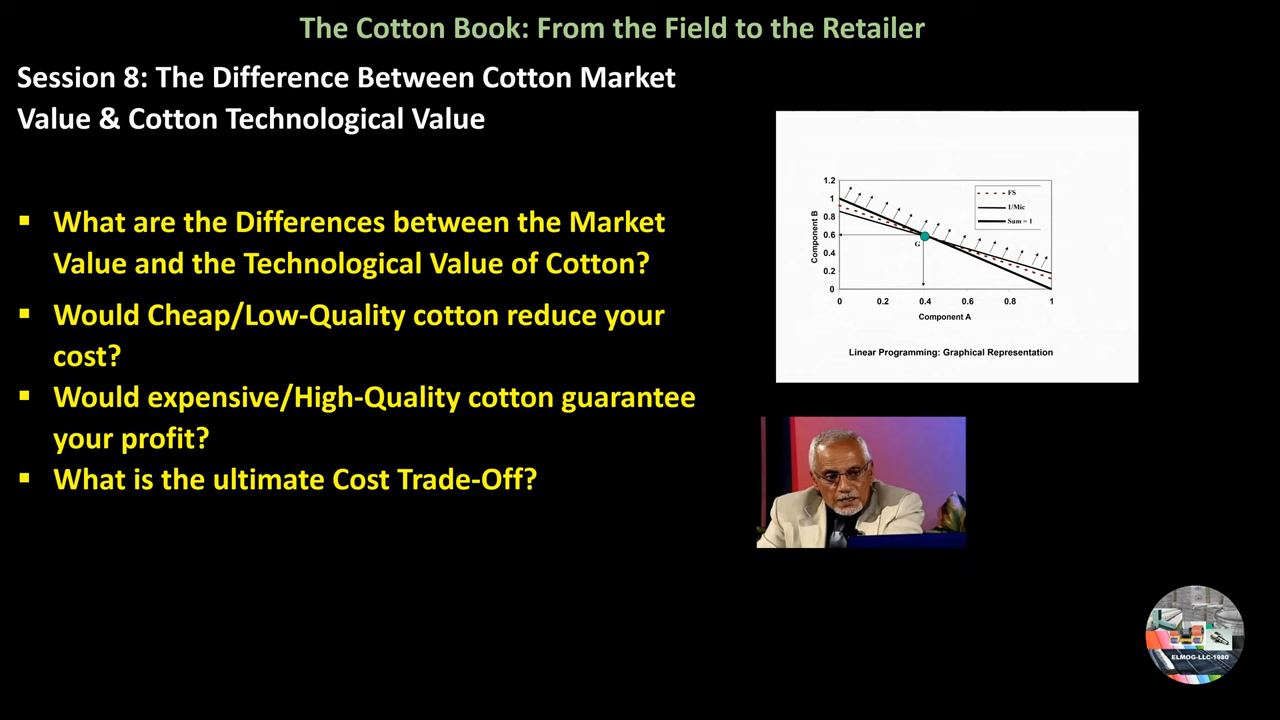 The Cotton Book: From the Field to the Retailer
Session 8: The Difference Between Cotton Market
Value & Cotton Technological Value
▪ What are the Differences between the Market
Value and the Technological Value of Cotton?
▪ Would Cheap/Low-Quality cotton reduce your
cost?
▪ Would expensive/High-Quality cotton guarantee
your profit?
▪ What is the ultimate Cost Trade-Off?
1.2
1
0.8
0.6
0.4
0.2
0
Component B
FS
1/Mic
Sum = 1
G
0 0.2 0.4 0.6 0.8 1
Component A
Linear Programming: Graphical Representation
ELMOG-LLC-1980